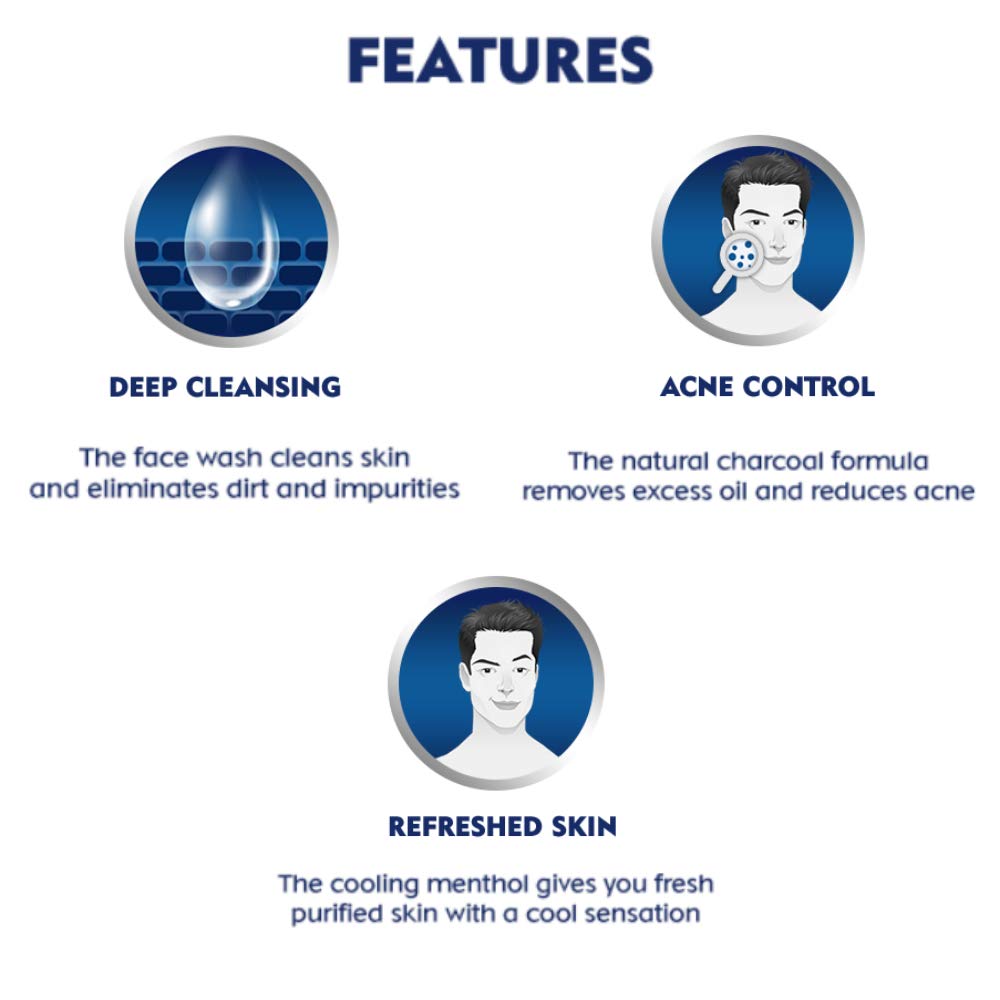 FEATURES
DEEP CLEANSING
The face wash cleans skin
and eliminates dirt and impurities
ACNE CONTROL
The natural charcoal formula
removes excess oil and reduces acne
REFRESHED SKIN
The cooling menthol gives you fresh
purified skin with a cool sensation